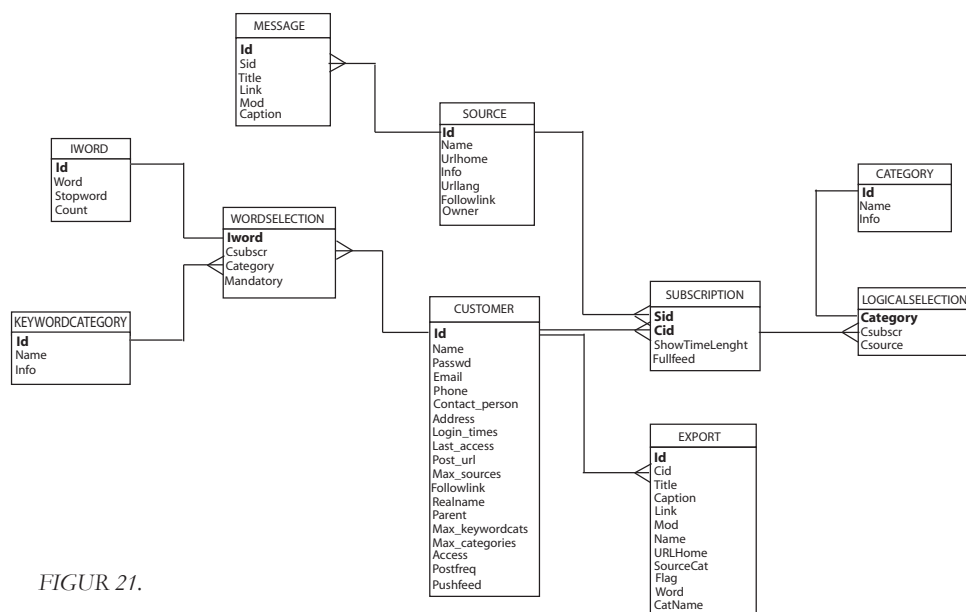 MESSAGE
Id
Sid
Title
Link
Mod
Caption
SOURCE
Id
Name
Urlhome
Info
Urllang
Followlink
Owner
IWORD
Id
Word
Stopword
Count
CATEGORY
Id
Name
Info
WORDSELECTION
Iword
Csubscr
Category
Mandatory
KEYWORDCATEGORY
Id
Name
Info
CUSTOMER
Id
Name
Passwd
Email
Phone
Contact_person
Address
Login_times
Last_access
Post_url
Max_sources
Followlink
Realname
Parent
Max_keywordcats
Max_categories
Access
Postfreq
Pushfeed
SUBSCRIPTION
Sid
Cid
ShowTimeLenght
Fullfeed
LOGICALSELECTION
Category
Csubscr
Csource
EXPORT
Id
Cid
Title
Caption
Link
Mod
Name
URLHome
SourceCat
Flag
Word
CatName
FIGUR 21.